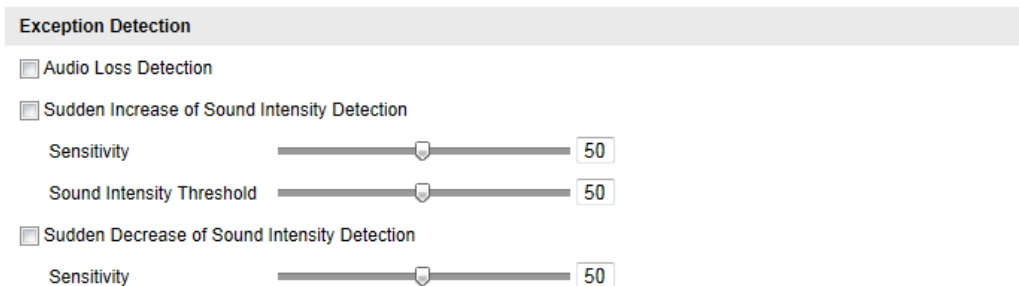 Exception Detection
Audio Loss Detection
Sudden Increase of Sound Intensity Detection
Sensitivity 50
Sound Intensity Threshold 50
Sudden Decrease of Sound Intensity Detection
Sensitivity 50